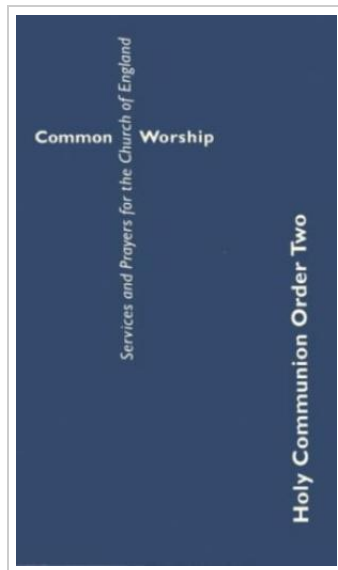 Common Worship
Services and Prayers for the Church of England
Holy Communion Order Two